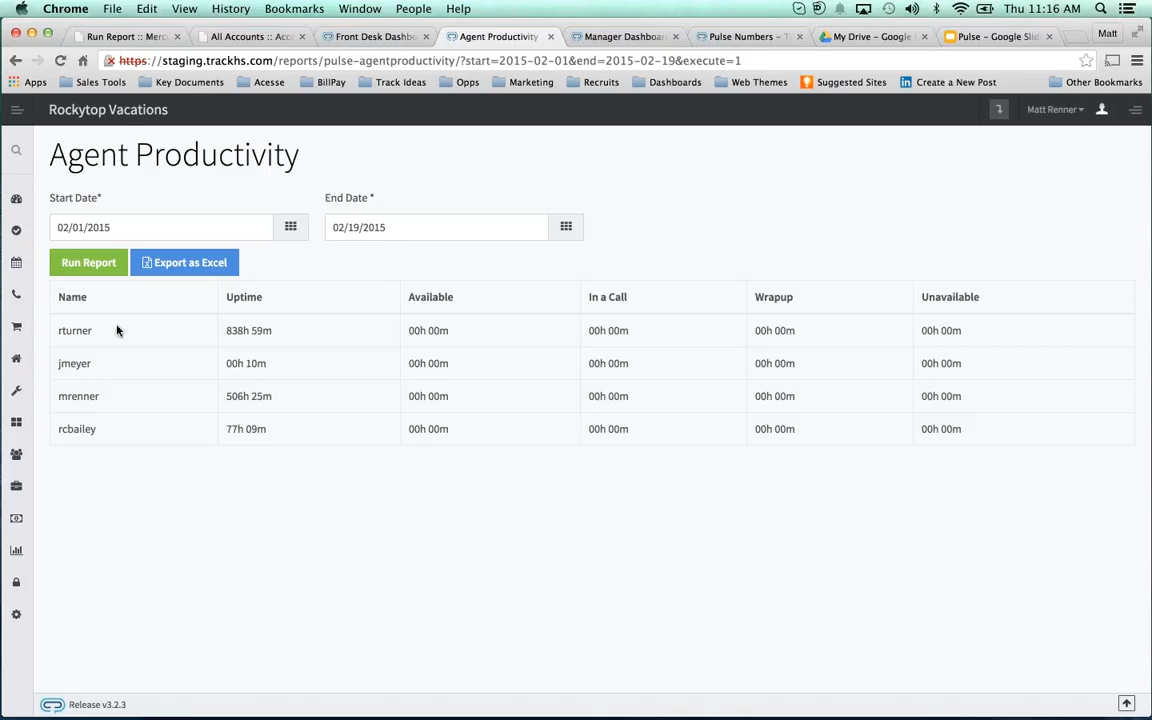 Chrome File Edit View History Bookmarks Window People Help Thu 11:16 AM
Run Report :: Merc All Accounts :: Acce Front Desk Dashbo Agent Productivity Manager Dashboar Pulse Numbers – T My Drive – Google Pulse – Google Slid Matt
https://staging.trackhs.com/reports/pulse-agentproductivity/?start=2015-02-01&end=2015-02-19&execute=1
Apps Sales Tools Key Documents Acesse BillPay Track Ideas Opps Marketing Recruits Dashboards Web Themes Suggested Sites Create a New Post Other Bookmarks
Rockytop Vacations Matt Renner
Agent Productivity
Start Date* End Date *
02/01/2015 02/19/2015
Run Report Export as Excel
Name Uptime Available In a Call Wrapup Unavailable
rturner 838h 59m 00h 00m 00h 00m 00h 00m 00h 00m
jmeyer 00h 10m 00h 00m 00h 00m 00h 00m 00h 00m
mrenner 506h 25m 00h 00m 00h 00m 00h 00m 00h 00m
rcbailey 77h 09m 00h 00m 00h 00m 00h 00m 00h 00m
Release v3.2.3